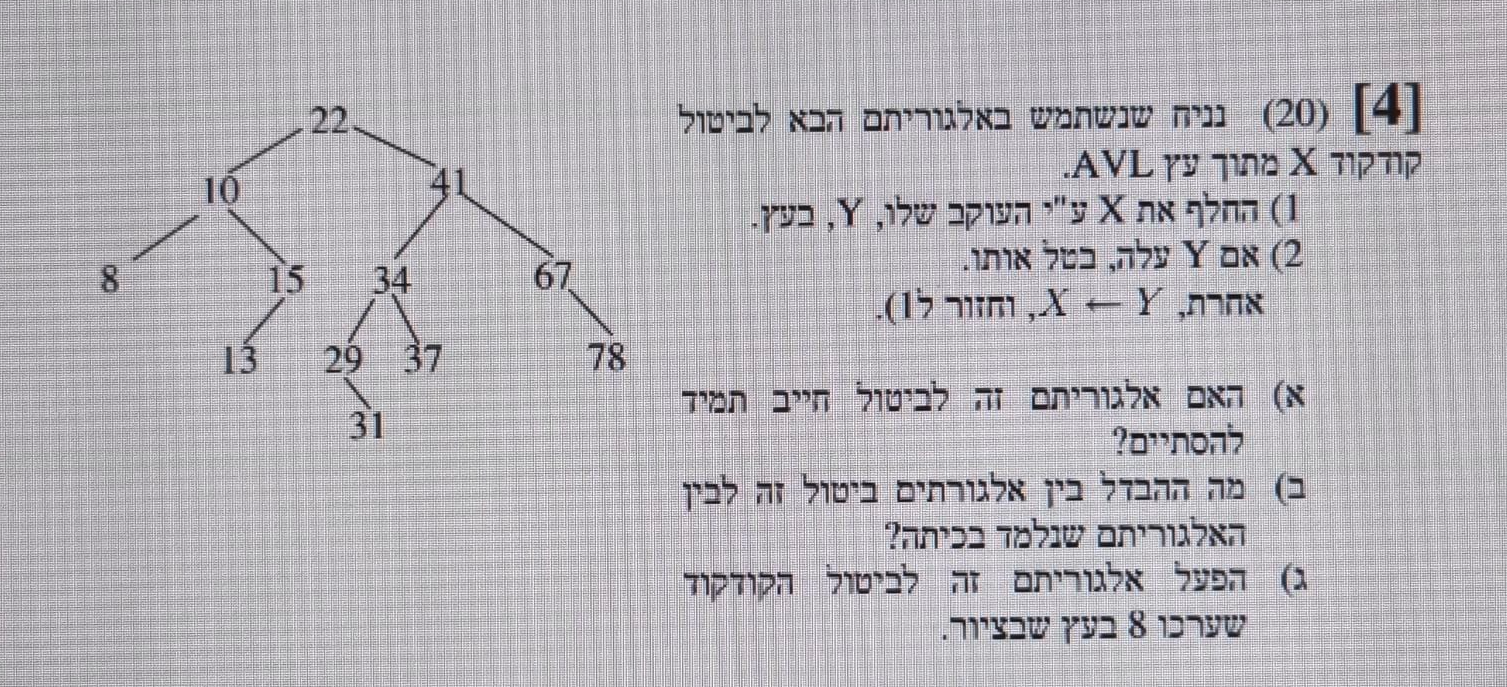 [4] (20) נניח שנשתמש באלגוריתם הבא לביטול
קודקוד X מתוך עץ AVL.
1) החלף את X ע"י העוקב שלו, Y, בעץ.
2) אם Y עלה, בטל אותו.
אחרת, X ← Y, וחזור ל1).
א) האם אלגוריתם זה לביטול חייב תמיד
להסתיים?
ב) מה ההבדל בין אלגורתים ביטול זה לבין
האלגוריתם שנלמד בכיתה?
ג) הפעל אלגוריתם זה לביטול הקודקוד
שערכו 8 בעץ שבציור.
22
10 41
8 15 34 67
13 29 37 78
31